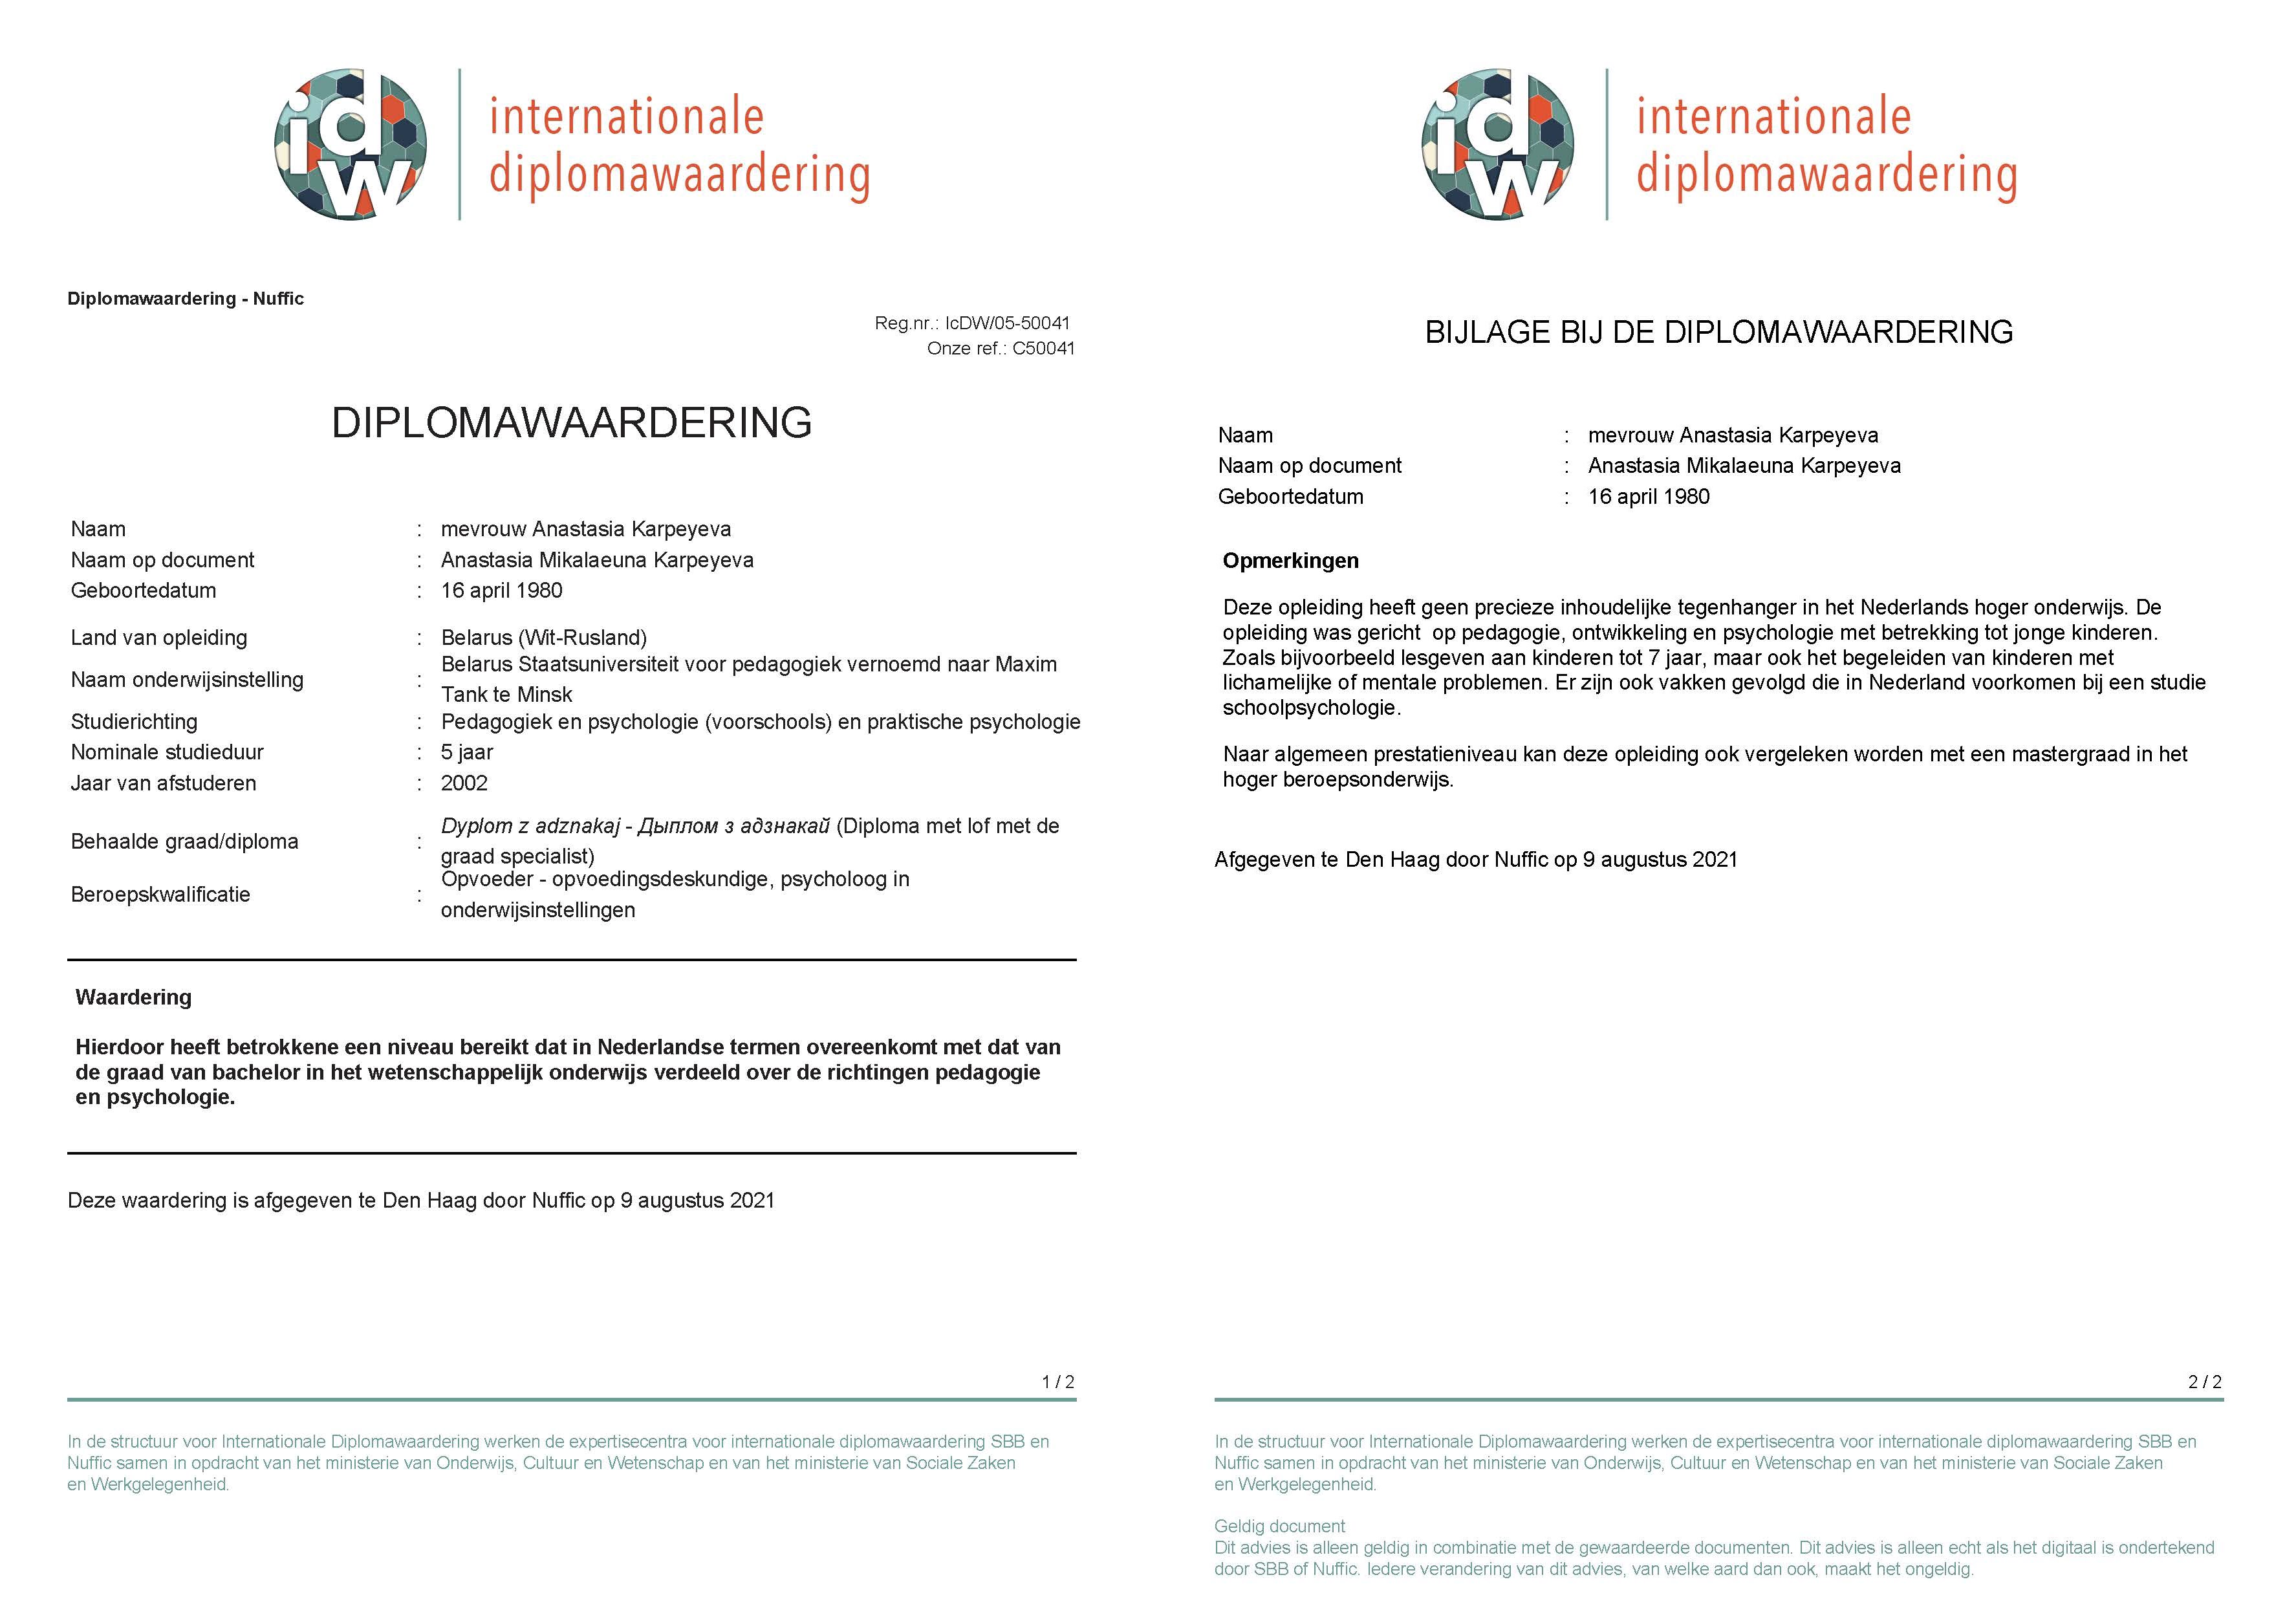 idw
internationale
diplomawaardering
Diplomawaardering - Nuffic
Reg.nr.: IcDW/05-50041
Onze ref.: C50041
DIPLOMAWAARDERING
Naam : mevrouw Anastasia Karpeyeva
Naam op document : Anastasia Mikalaeuna Karpeyeva
Geboortedatum : 16 april 1980
Land van opleiding : Belarus (Wit-Rusland)
Naam onderwijsinstelling : Belarus Staatsuniversiteit voor pedagogiek vernoemd naar Maxim
Tank te Minsk
Studierichting : Pedagogiek en psychologie (voorschools) en praktische psychologie
Nominale studieduur : 5 jaar
Jaar van afstuderen : 2002
Behaalde graad/diploma : Dyplom z adznakaj - Дыплом з адзнакай (Diploma met lof met de
graad specialist)
Beroepskwalificatie : Opvoeder - opvoedingsdeskundige, psycholoog in
onderwijsinstellingen
Waardering
Hierdoor heeft betrokkene een niveau bereikt dat in Nederlandse termen overeenkomt met dat van
de graad van bachelor in het wetenschappelijk onderwijs verdeeld over de richtingen pedagogie
en psychologie.
Deze waardering is afgegeven te Den Haag door Nuffic op 9 augustus 2021
1 / 2
In de structuur voor Internationale Diplomawaardering werken de expertisecentra voor internationale diplomawaardering SBB en
Nuffic samen in opdracht van het ministerie van Onderwijs, Cultuur en Wetenschap en van het ministerie van Sociale Zaken
en Werkgelegenheid.
idw
internationale
diplomawaardering
BIJLAGE BIJ DE DIPLOMAWAARDERING
Naam : mevrouw Anastasia Karpeyeva
Naam op document : Anastasia Mikalaeuna Karpeyeva
Geboortedatum : 16 april 1980
Opmerkingen
Deze opleiding heeft geen precieze inhoudelijke tegenhanger in het Nederlands hoger onderwijs. De
opleiding was gericht op pedagogie, ontwikkeling en psychologie met betrekking tot jonge kinderen.
Zoals bijvoorbeeld lesgeven aan kinderen tot 7 jaar, maar ook het begeleiden van kinderen met
lichamelijke of mentale problemen. Er zijn ook vakken gevolgd die in Nederland voorkomen bij een studie
schoolpsychologie.
Naar algemeen prestatieniveau kan deze opleiding ook vergeleken worden met een mastergraad in het
hoger beroepsonderwijs.
Afgegeven te Den Haag door Nuffic op 9 augustus 2021
2 / 2
In de structuur voor Internationale Diplomawaardering werken de expertisecentra voor internationale diplomawaardering SBB en
Nuffic samen in opdracht van het ministerie van Onderwijs, Cultuur en Wetenschap en van het ministerie van Sociale Zaken
en Werkgelegenheid.
Geldig document
Dit advies is alleen geldig in combinatie met de gewaardeerde documenten. Dit advies is alleen echt als het digitaal is ondertekend
door SBB of Nuffic. Iedere verandering van dit advies, van welke aard dan ook, maakt het ongeldig.